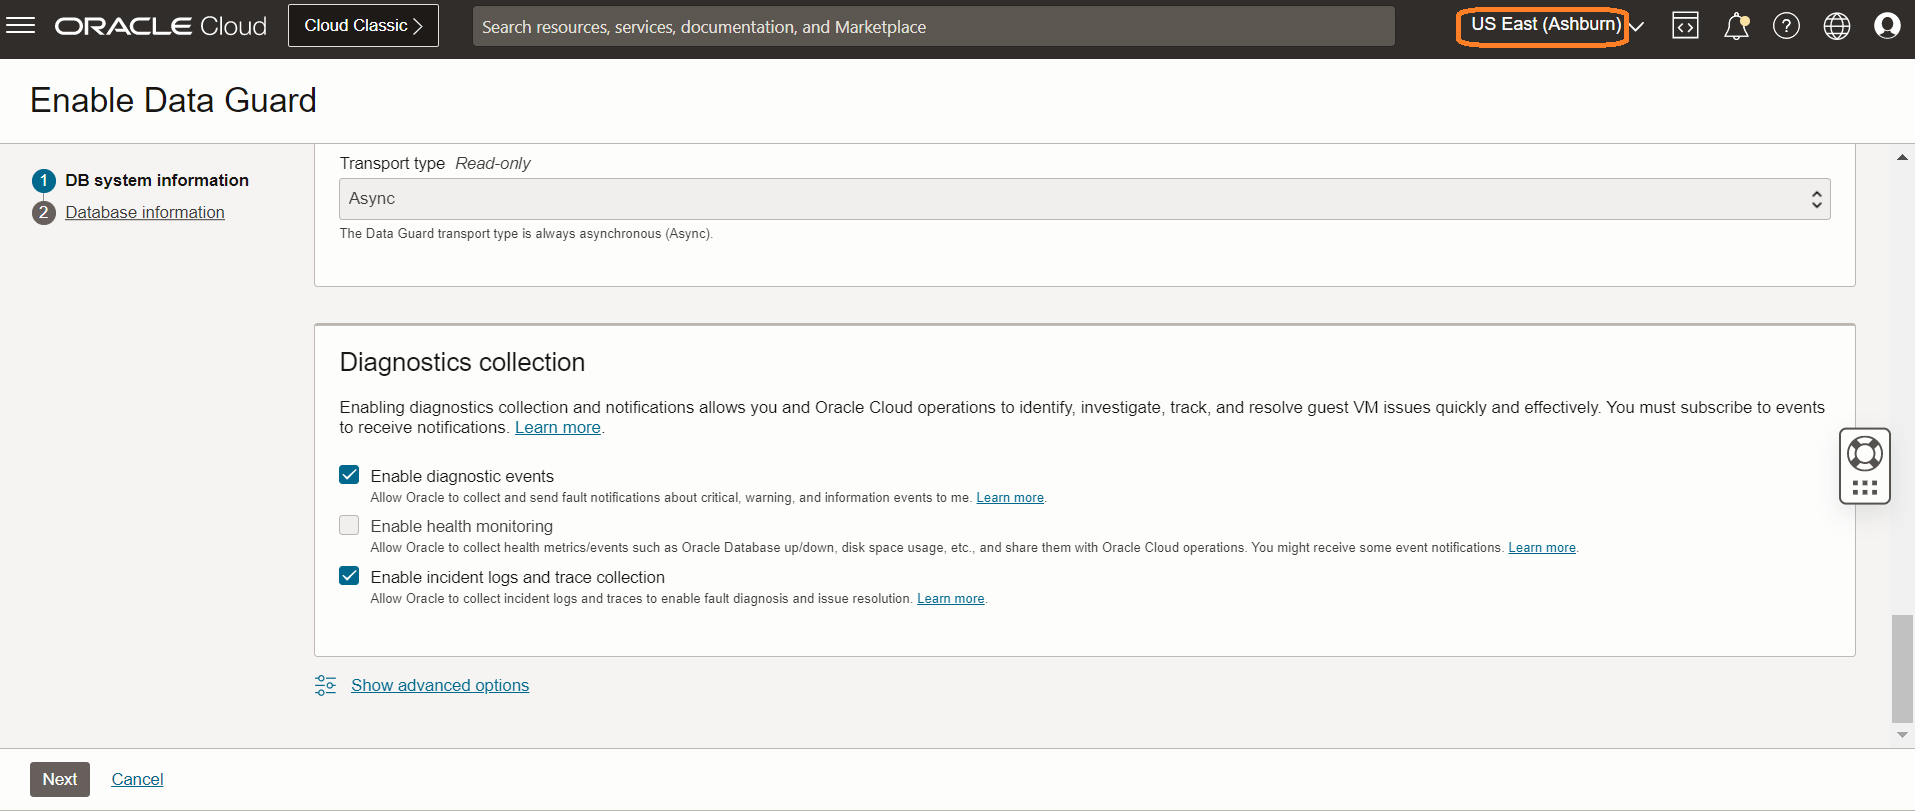 ORACLE Cloud
Cloud Classic
Search resources, services, documentation, and Marketplace
US East (Ashburn)
Enable Data Guard
1 DB system information
2 Database information
Transport type Read-only
Async
The Data Guard transport type is always asynchronous (Async).
Diagnostics collection
Enabling diagnostics collection and notifications allows you and Oracle Cloud operations to identify, investigate, track, and resolve guest VM issues quickly and effectively. You must subscribe to events
to receive notifications. Learn more.
Enable diagnostic events
Allow Oracle to collect and send fault notifications about critical, warning, and information events to me. Learn more.
Enable health monitoring
Allow Oracle to collect health metrics/events such as Oracle Database up/down, disk space usage, etc., and share them with Oracle Cloud operations. You might receive some event notifications. Learn more.
Enable incident logs and trace collection
Allow Oracle to collect incident logs and traces to enable fault diagnosis and issue resolution. Learn more.
Show advanced options
Next Cancel